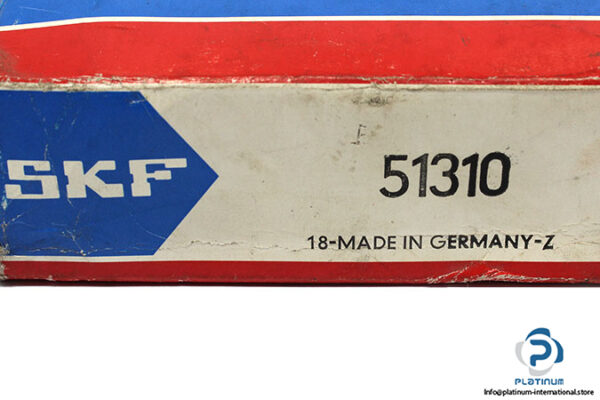 SKF
51310
18-MADE IN GERMANY-Z
PLATINUM
Info@platinum-international.store